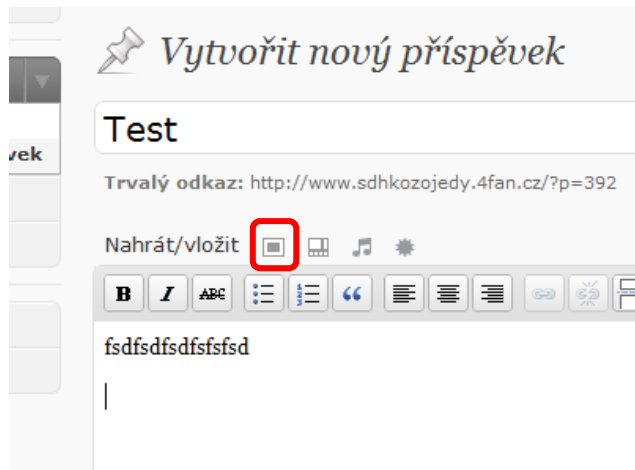 Vytvořit nový příspěvek
Test
vek
Trvalý odkaz: http://www.sdhkozojedy.4fan.cz/?p=392
Nahrát/vložit
B I ABC
fsdfsdfsdfsfsfsd